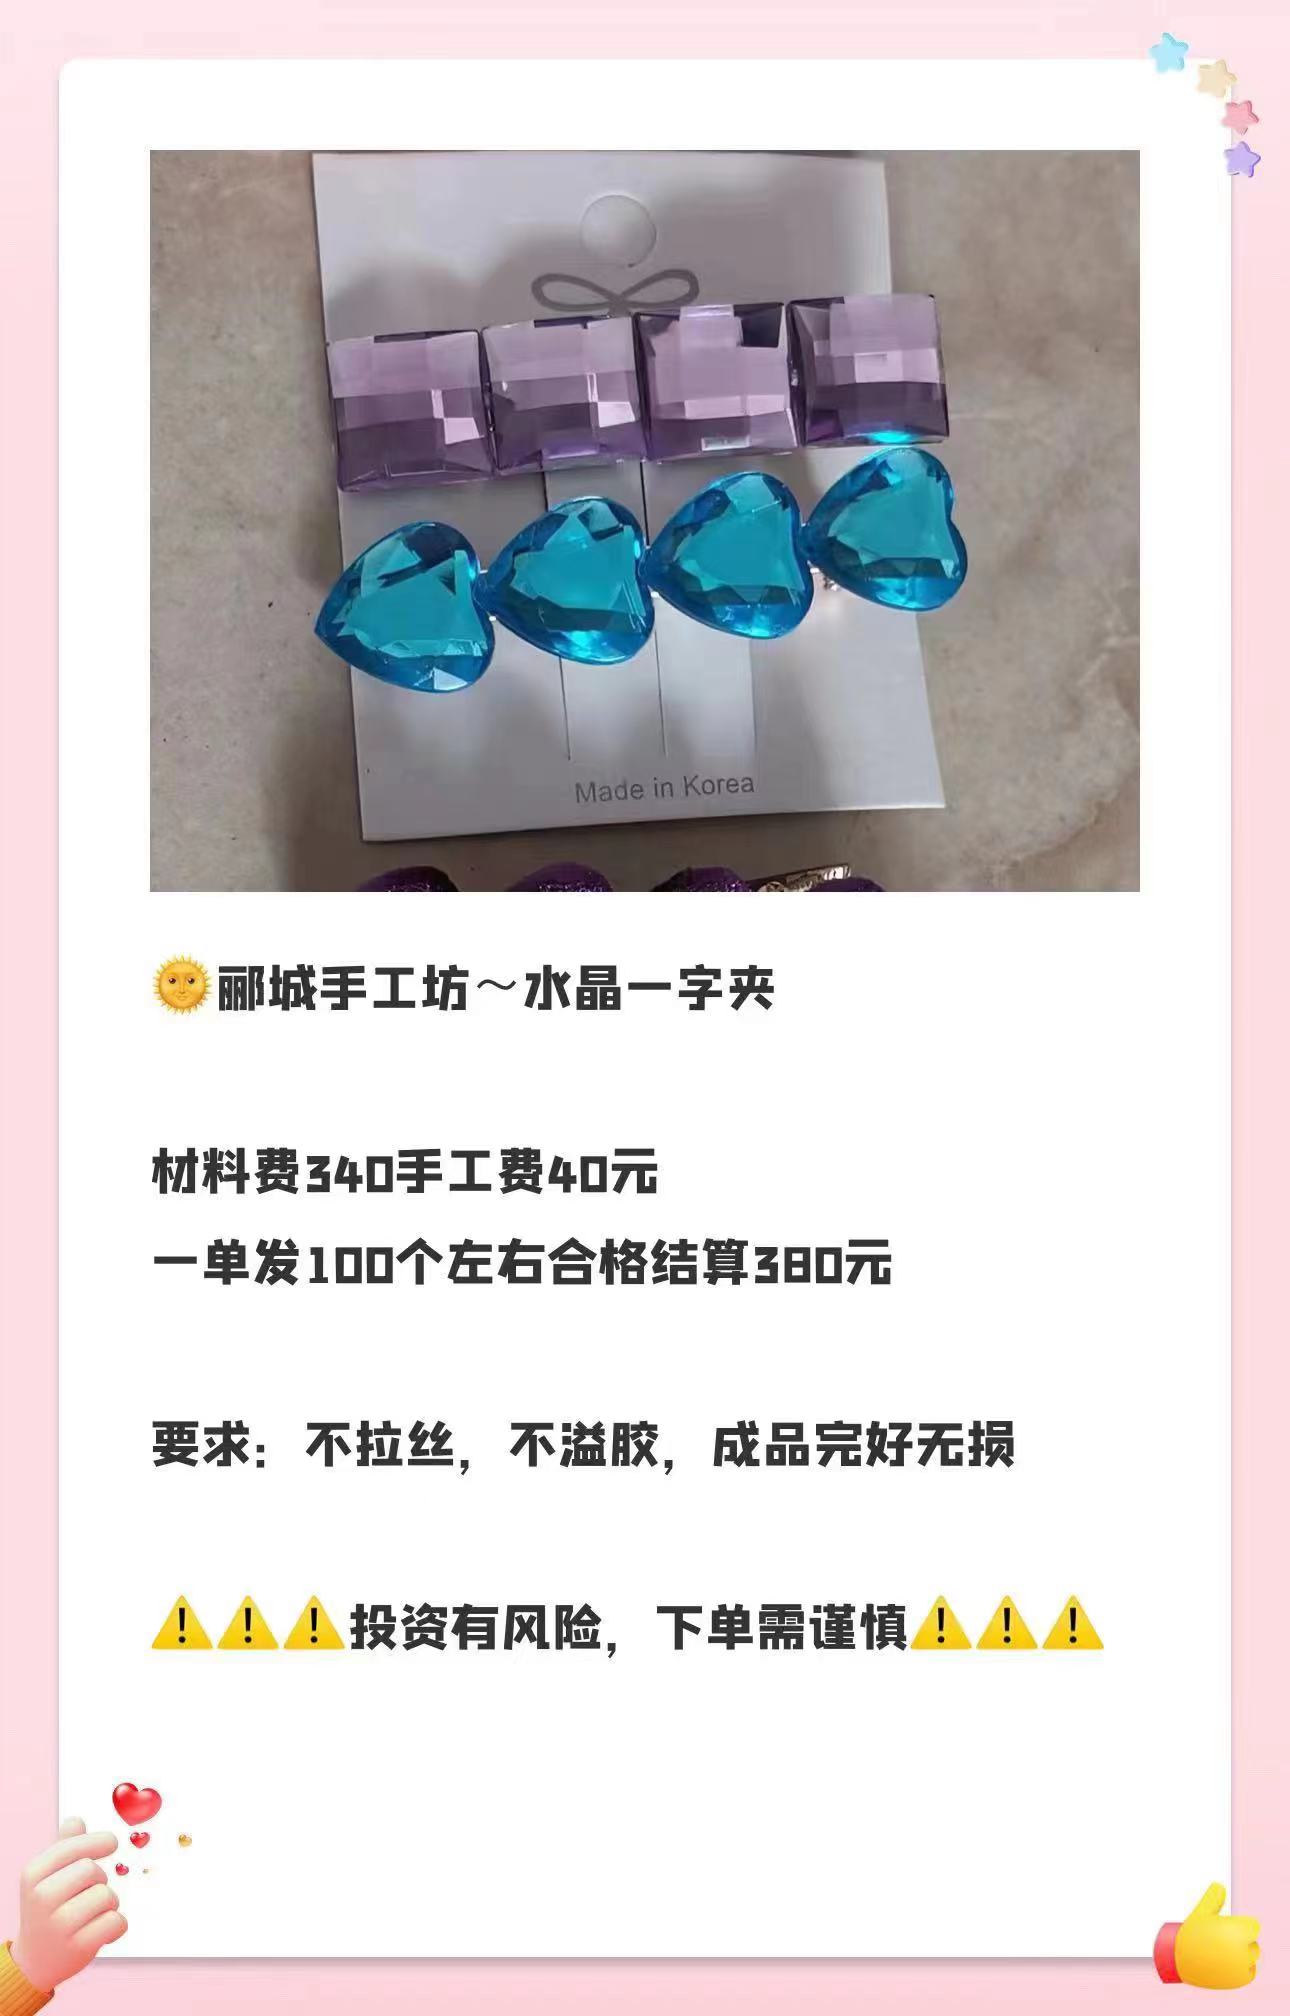 Made in Korea
🌞郦城手工坊～水晶一字夹
材料费340手工费40元
一单发100个左右合格结算380元
要求：不拉丝，不溢胶，成品完好无损
⚠️⚠️⚠️投资有风险，下单需谨慎⚠️⚠️⚠️